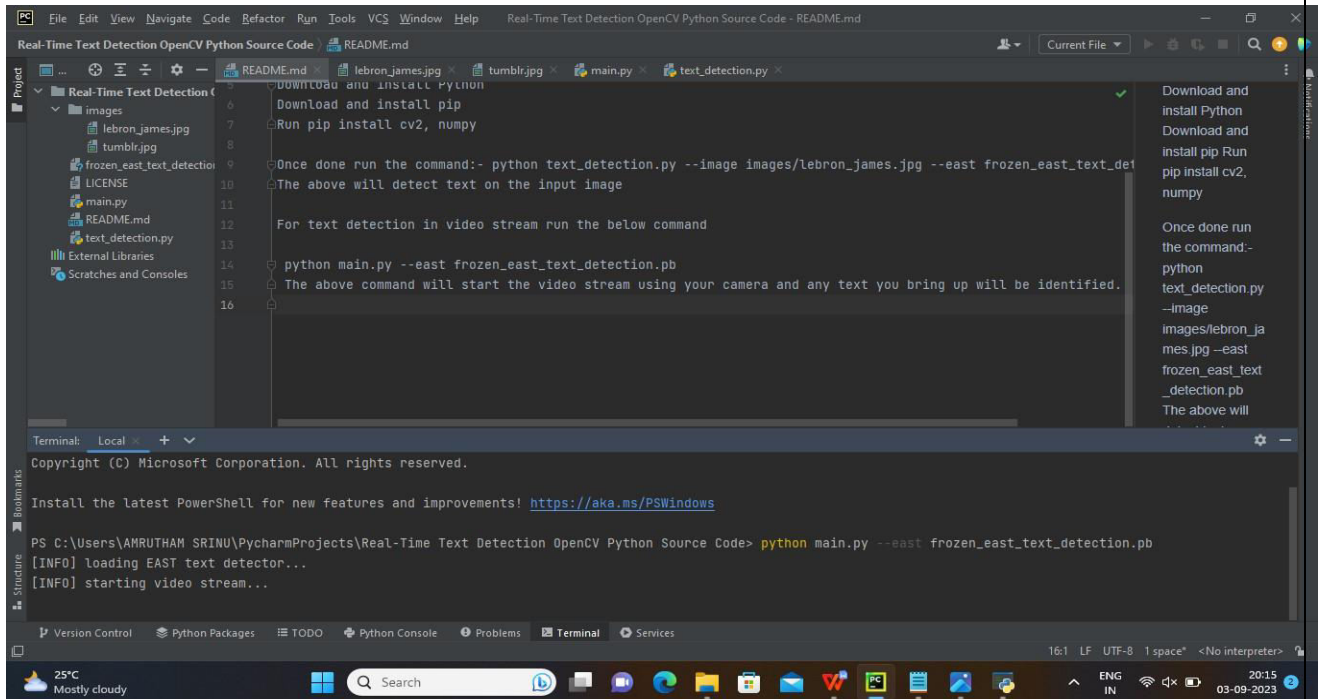 PC File Edit View Navigate Code Refactor Run Tools VCS Window Help Real-Time Text Detection OpenCV Python Source Code - README.md
Real-Time Text Detection OpenCV Python Source Code README.md Current File
Project
README.md lebron_james.jpg tumblr.jpg main.py text_detection.py
Notifications
Real-Time Text Detection
images
lebron_james.jpg
tumblr.jpg
frozen_east_text_detection
LICENSE
main.py
README.md
text_detection.py
External Libraries
Scratches and Consoles
5 Download and install Python
6 Download and install pip
7 Run pip install cv2, numpy
8
9 Once done run the command:- python text_detection.py --image images/lebron_james.jpg --east frozen_east_text_det
10 The above will detect text on the input image
11
12 For text detection in video stream run the below command
13
14 python main.py --east frozen_east_text_detection.pb
15 The above command will start the video stream using your camera and any text you bring up will be identified.
16
Download and
install Python
Download and
install pip Run
pip install cv2,
numpy
Once done run
the command:-
python
text_detection.py
--image
images/lebron_ja
mes.jpg --east
frozen_east_text
_detection.pb
The above will
Terminal: Local
Copyright (C) Microsoft Corporation. All rights reserved.
Install the latest PowerShell for new features and improvements! https://aka.ms/PSWindows
PS C:\Users\AMRUTHAM SRINU\PycharmProjects\Real-Time Text Detection OpenCV Python Source Code> python main.py --east frozen_east_text_detection.pb
[INFO] loading EAST text detector...
[INFO] starting video stream...
Bookmarks
Structure
Version Control Python Packages TODO Python Console Problems Terminal Services
16:1 LF UTF-8 1 space* <No interpreter>
25°C
Mostly cloudy
Search
PC
ENG
IN
20:15
03-09-2023
2